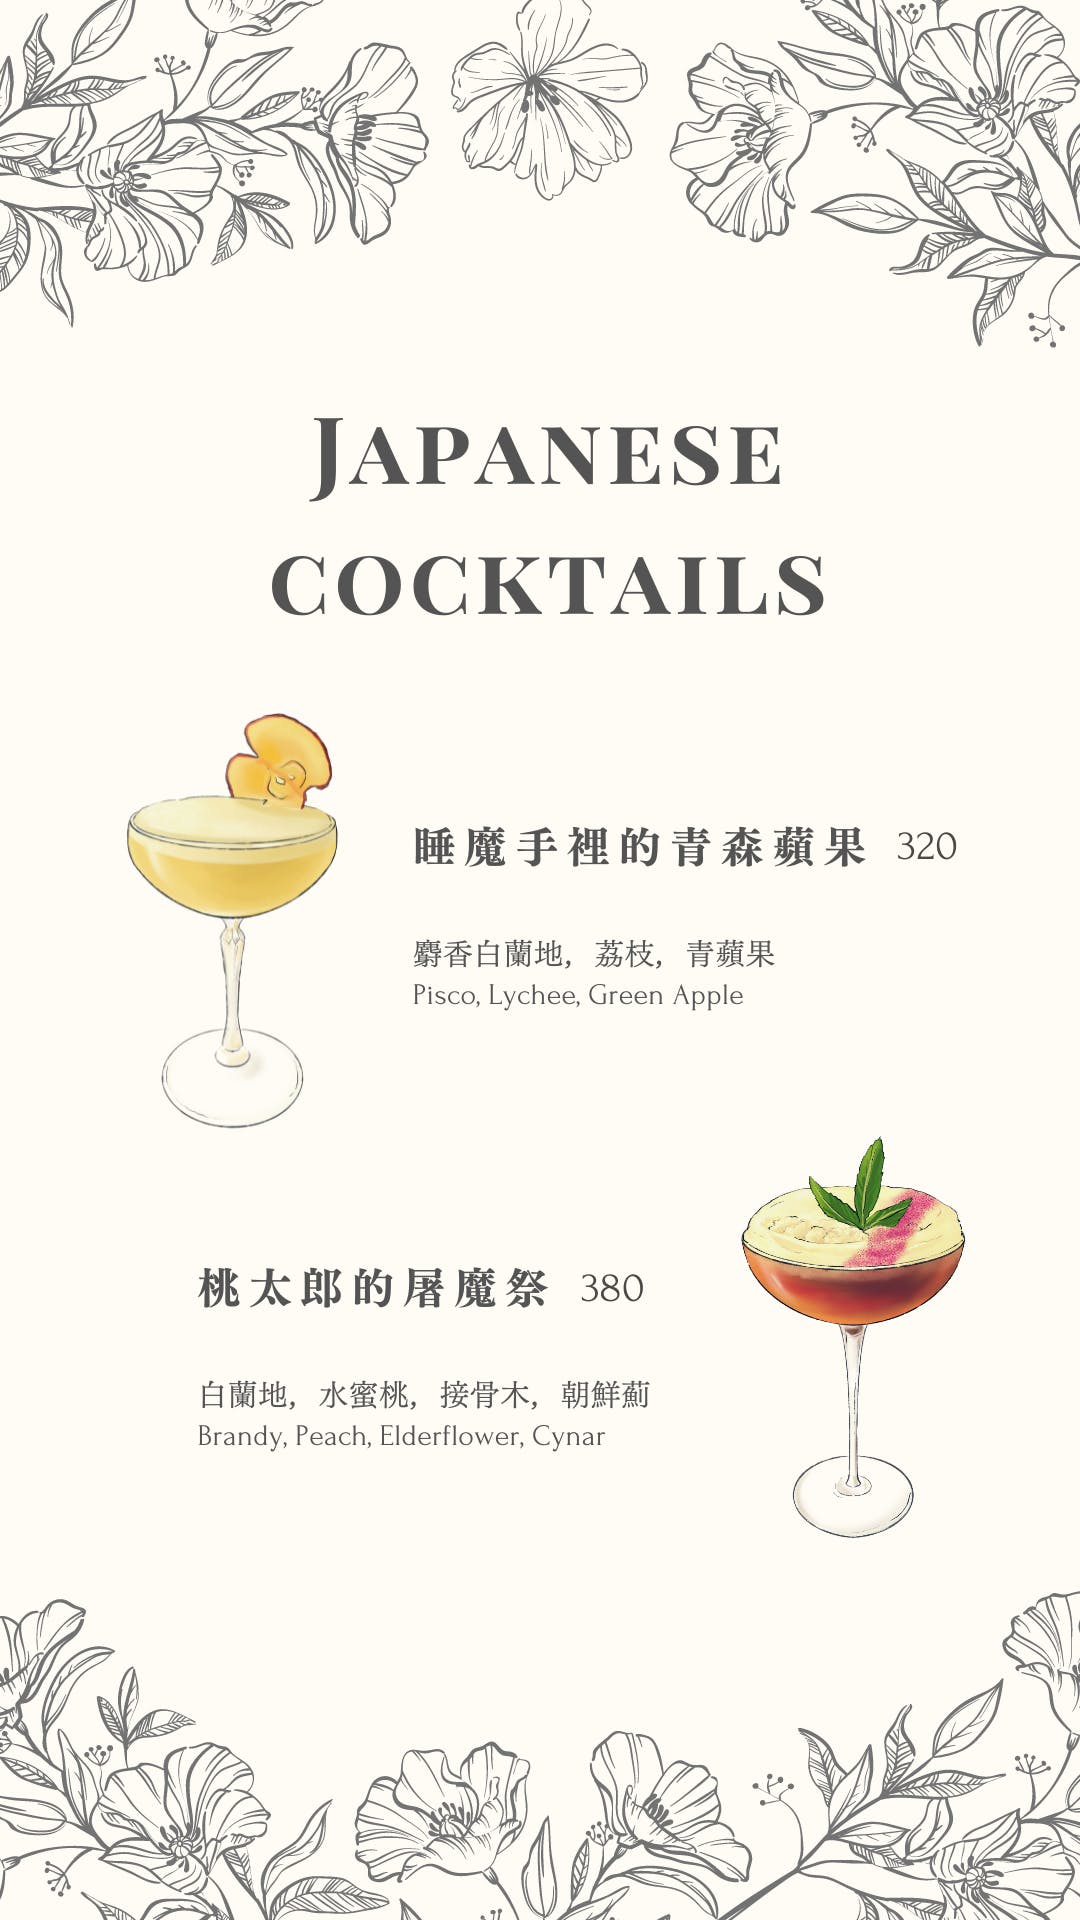 Japanese
cocktails
睡魔手裡的青森蘋果 320
麝香白蘭地, 荔枝, 青蘋果
Pisco, Lychee, Green Apple
桃太郎的屠魔祭 380
白蘭地, 水蜜桃, 接骨木, 朝鮮薊
Brandy, Peach, Elderflower, Cynar